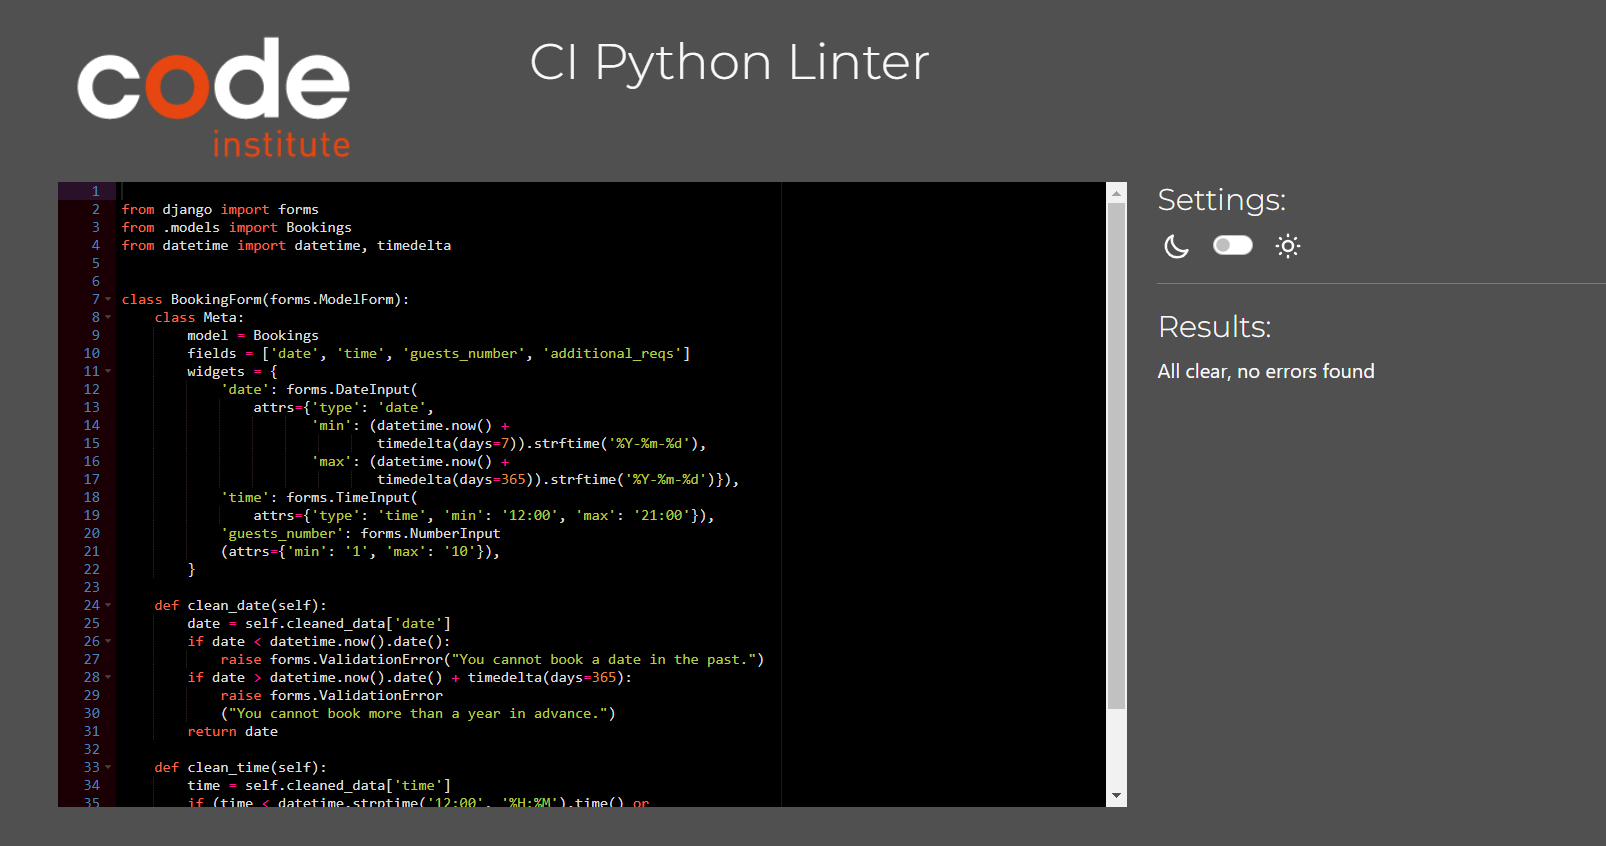 code
institute
CI Python Linter
1
2 from django import forms
3 from .models import Bookings
4 from datetime import datetime, timedelta
5
6
7 class BookingForm(forms.ModelForm):
8     class Meta:
9         model = Bookings
10         fields = ['date', 'time', 'guests_number', 'additional_reqs']
11         widgets = {
12             'date': forms.DateInput(
13                 attrs={'type': 'date',
14                        'min': (datetime.now() +
15                                timedelta(days=7)).strftime('%Y-%m-%d'),
16                        'max': (datetime.now() +
17                                timedelta(days=365)).strftime('%Y-%m-%d')}),
18             'time': forms.TimeInput(
19                 attrs={'type': 'time', 'min': '12:00', 'max': '21:00'}),
20             'guests_number': forms.NumberInput
21             (attrs={'min': '1', 'max': '10'}),
22         }
23
24     def clean_date(self):
25         date = self.cleaned_data['date']
26         if date < datetime.now().date():
27             raise forms.ValidationError("You cannot book a date in the past.")
28         if date > datetime.now().date() + timedelta(days=365):
29             raise forms.ValidationError
30             ("You cannot book more than a year in advance.")
31         return date
32
33     def clean_time(self):
34         time = self.cleaned_data['time']
35         if (time < datetime.strptime('12:00', '%H:%M').time() or
Settings:
Results:
All clear, no errors found